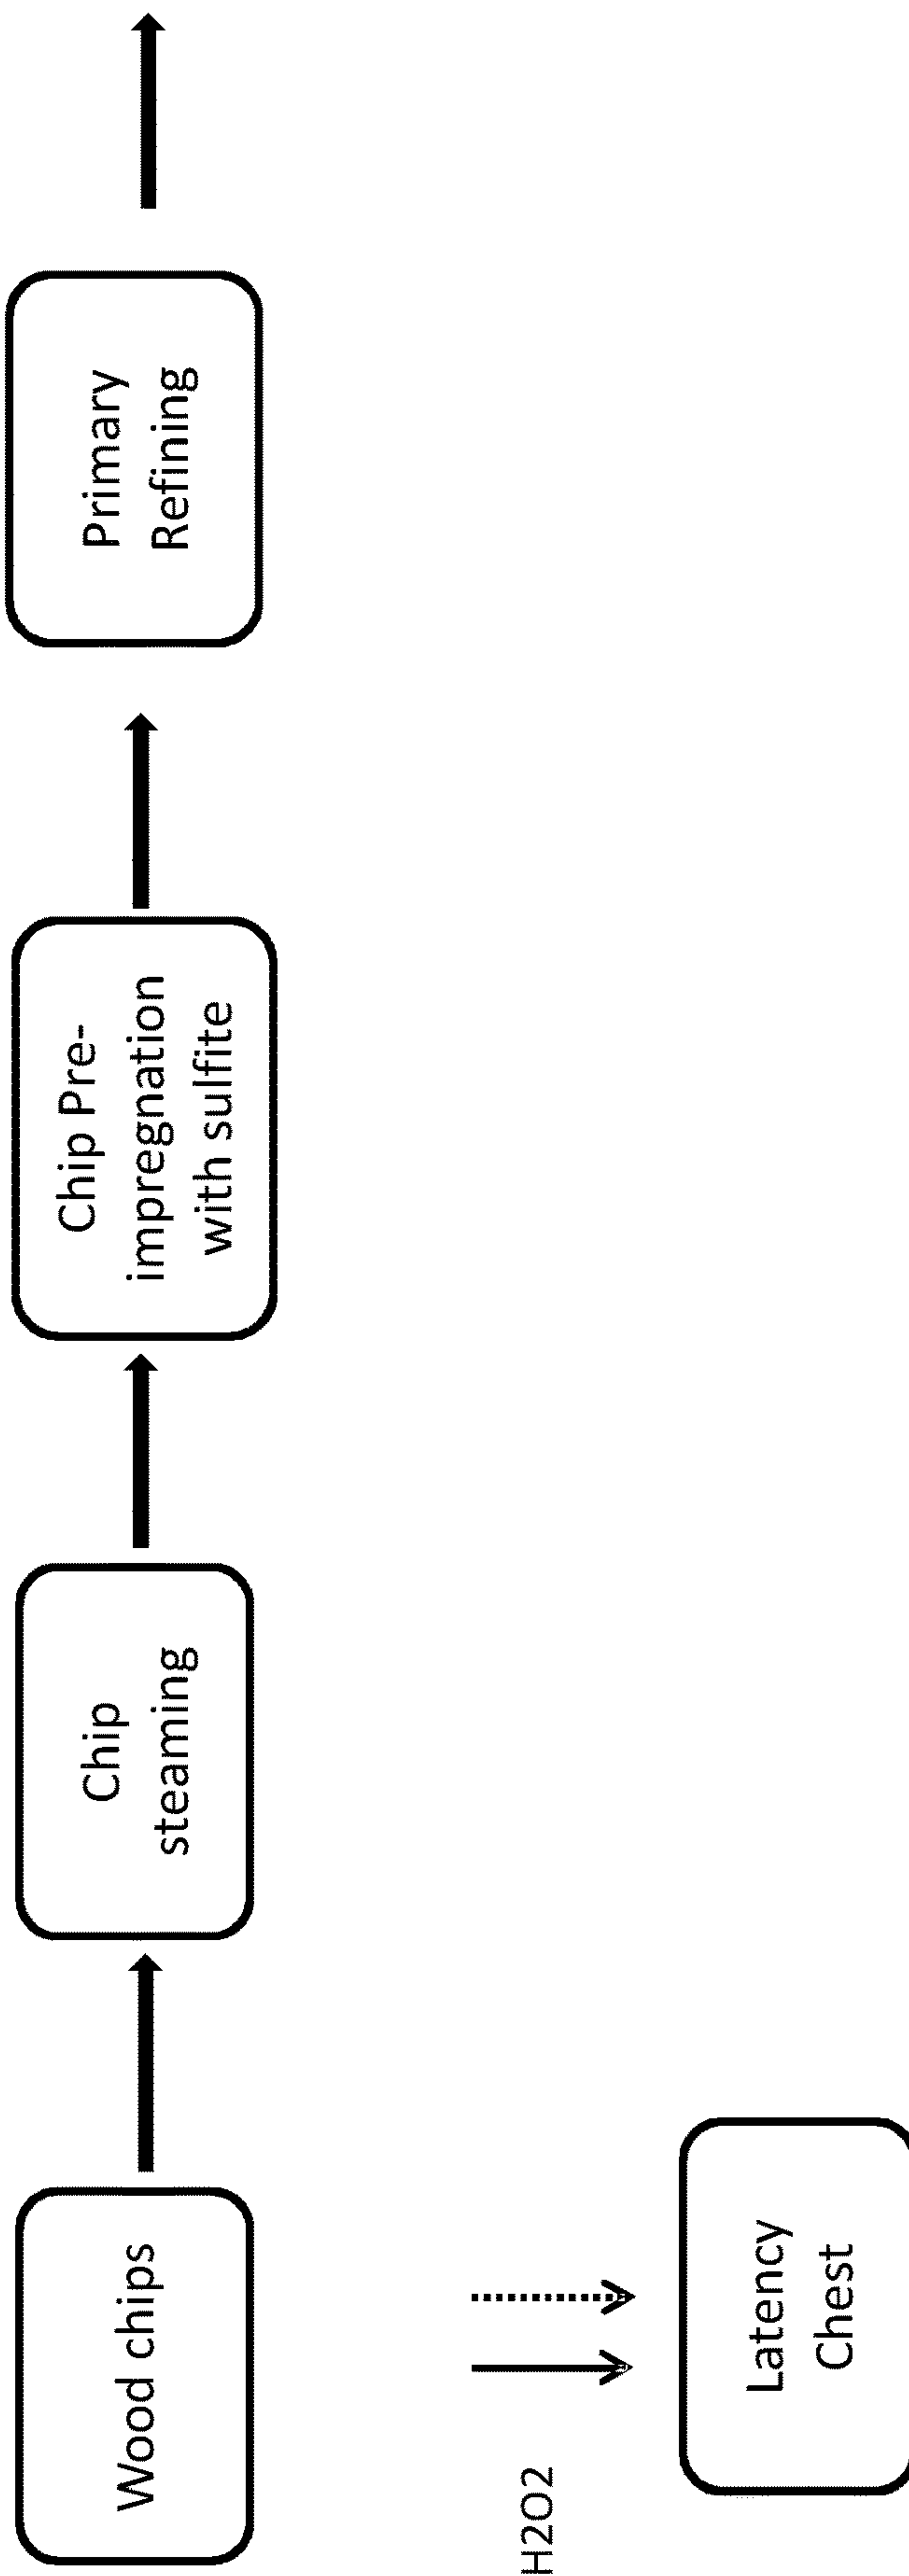 Wood chips
Chip
steaming
Chip Pre-
impregnation
with sulfite
Primary
Refining
H2O2
Latency
Chest